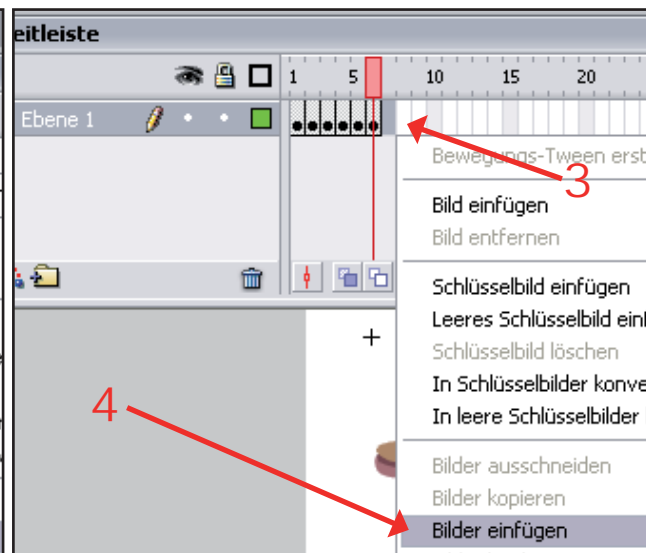 eitleiste
1 5 10 15 20
Ebene 1
Bewegungs-Tween erst
3
Bild einfügen
Bild entfernen
Schlüsselbild einfügen
Leeres Schlüsselbild einf
Schlüsselbild löschen
In Schlüsselbilder konve
In leere Schlüsselbilder
4
Bilder ausschneiden
Bilder kopieren
Bilder einfügen